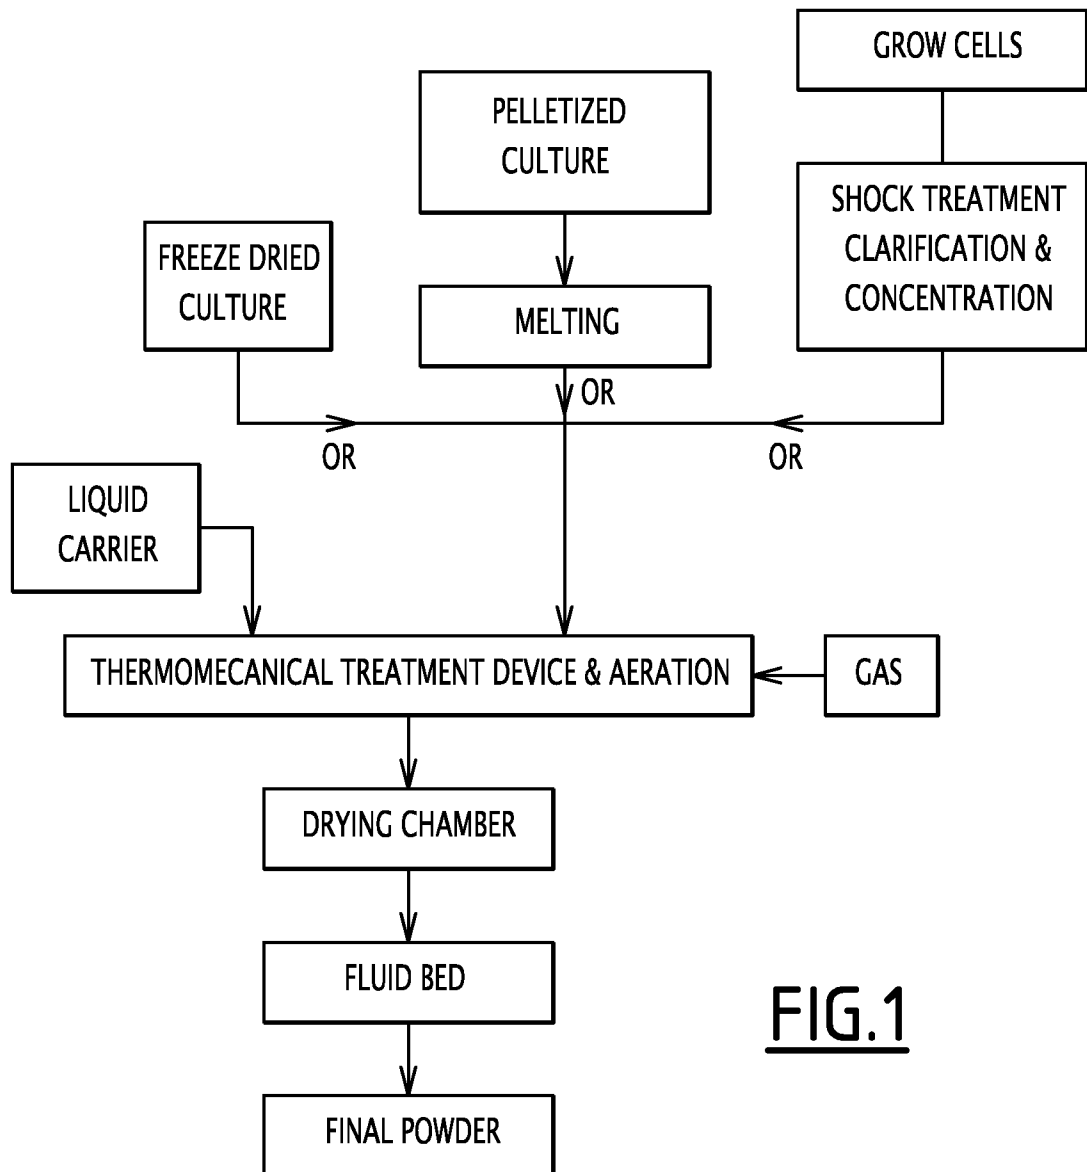 GROW CELLS
PELLETIZED
CULTURE
SHOCK TREATMENT
CLARIFICATION &
CONCENTRATION
FREEZE DRIED
CULTURE
MELTING
OR
OR
OR
LIQUID
CARRIER
THERMOMECANICAL TREATMENT DEVICE & AERATION
GAS
DRYING CHAMBER
FLUID BED
FIG.1
FINAL POWDER